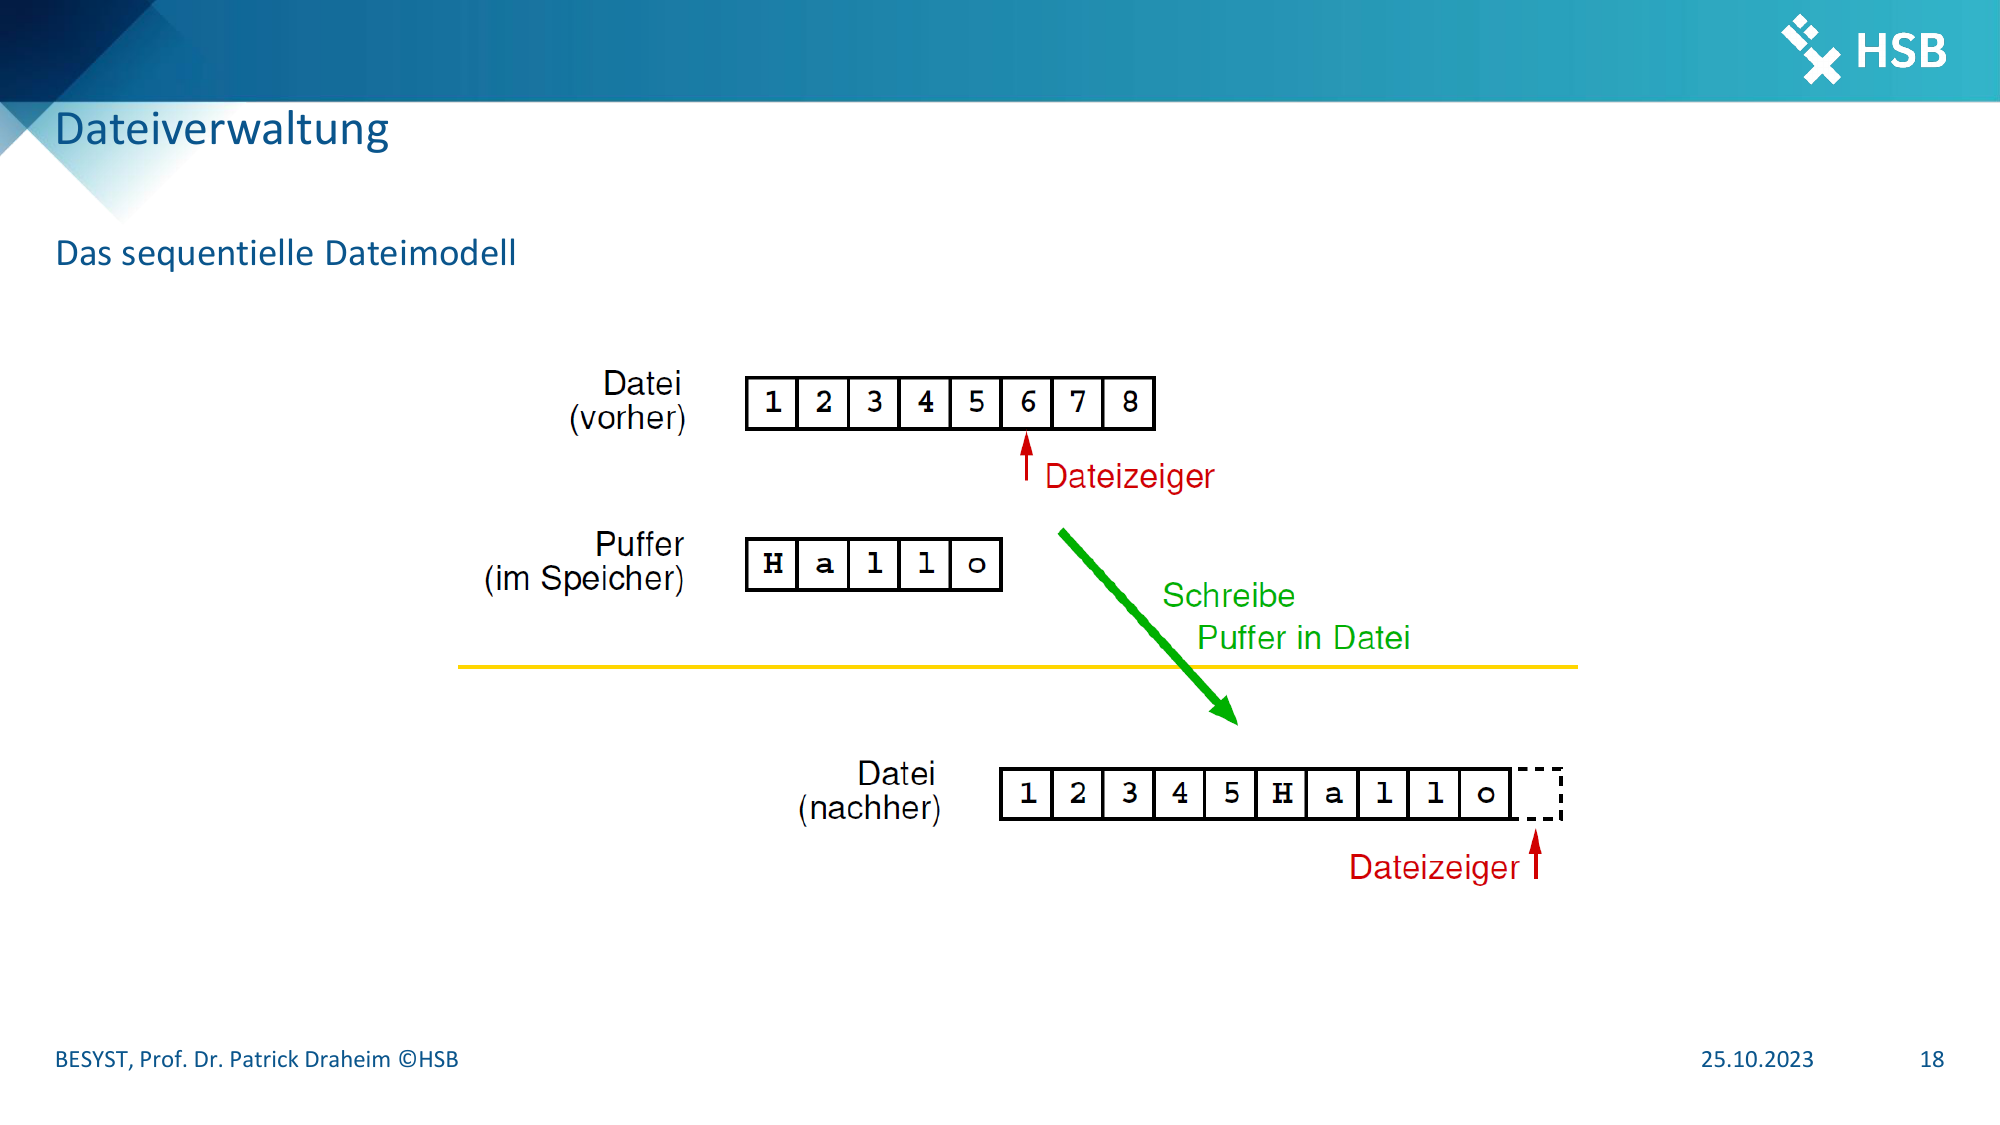 HSB
Dateiverwaltung
Das sequentielle Dateimodell
Datei
(vorher)
1 2 3 4 5 6 7 8
Dateizeiger
Puffer
(im Speicher)
H a l l o
Schreibe
Puffer in Datei
Datei
(nachher)
1 2 3 4 5 H a l l o
Dateizeiger
BESYST, Prof. Dr. Patrick Draheim ©HSB
25.10.2023
18